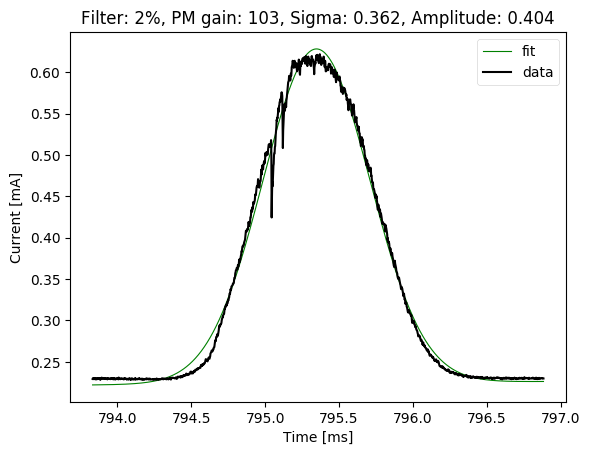 Filter: 2%, PM gain: 103, Sigma: 0.362, Amplitude: 0.404
fit
data
0.60
0.55
0.50
0.45
0.40
0.35
0.30
0.25
Current [mA]
794.0 794.5 795.0 795.5 796.0 796.5 797.0
Time [ms]